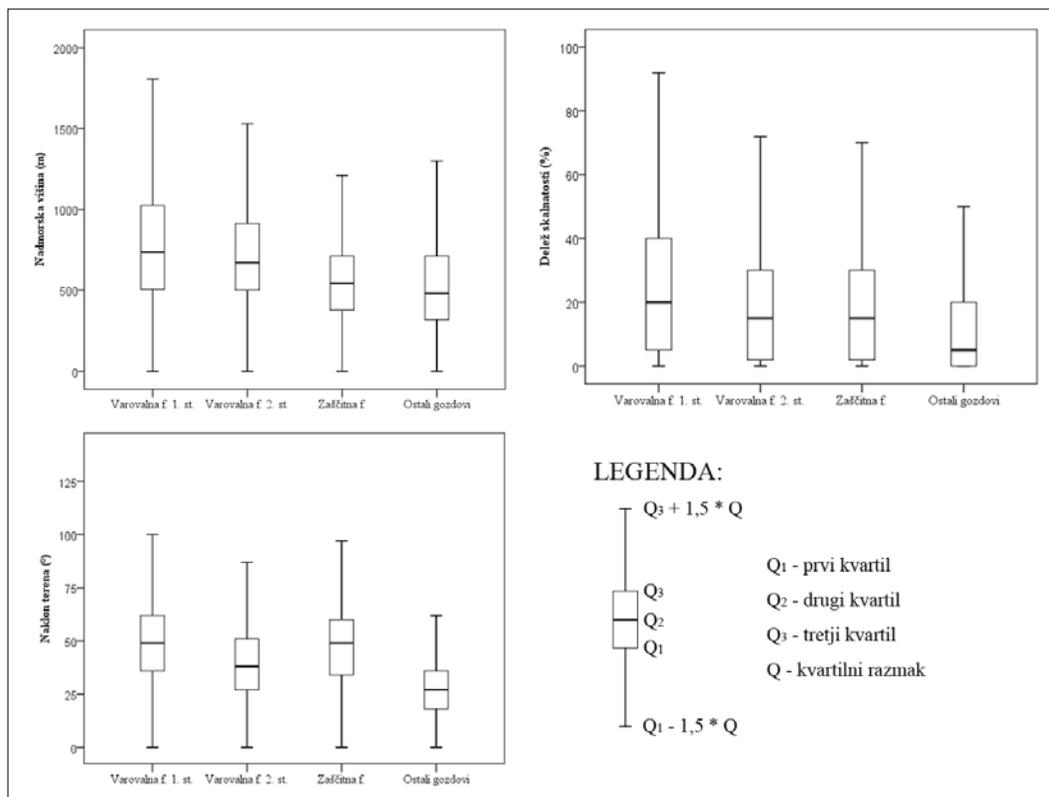 Nadmorska višina (m)
2000
1500
1000
500
0
Varovalna f. 1. st. Varovalna f. 2. st. Zaščitna f. Ostali gozdovi
Delež skalnatosti (%)
100
80
60
40
20
0
Varovalna f. 1. st. Varovalna f. 2. st. Zaščitna f. Ostali gozdovi
Naklon terena (°)
125
100
75
50
25
0
Varovalna f. 1. st. Varovalna f. 2. st. Zaščitna f. Ostali gozdovi
LEGENDA:
Q3 + 1,5 * Q
Q3
Q2
Q1
Q1 - 1,5 * Q
Q1 - prvi kvartil
Q2 - drugi kvartil
Q3 - tretji kvartil
Q - kvartilni razmak